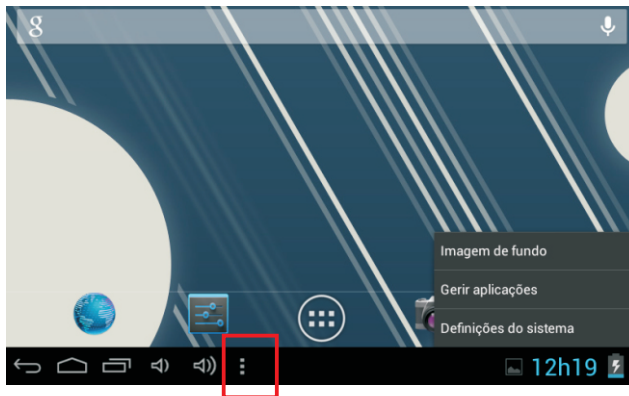 g
Imagem de fundo
Gerir aplicações
Definições do sistema
12h19